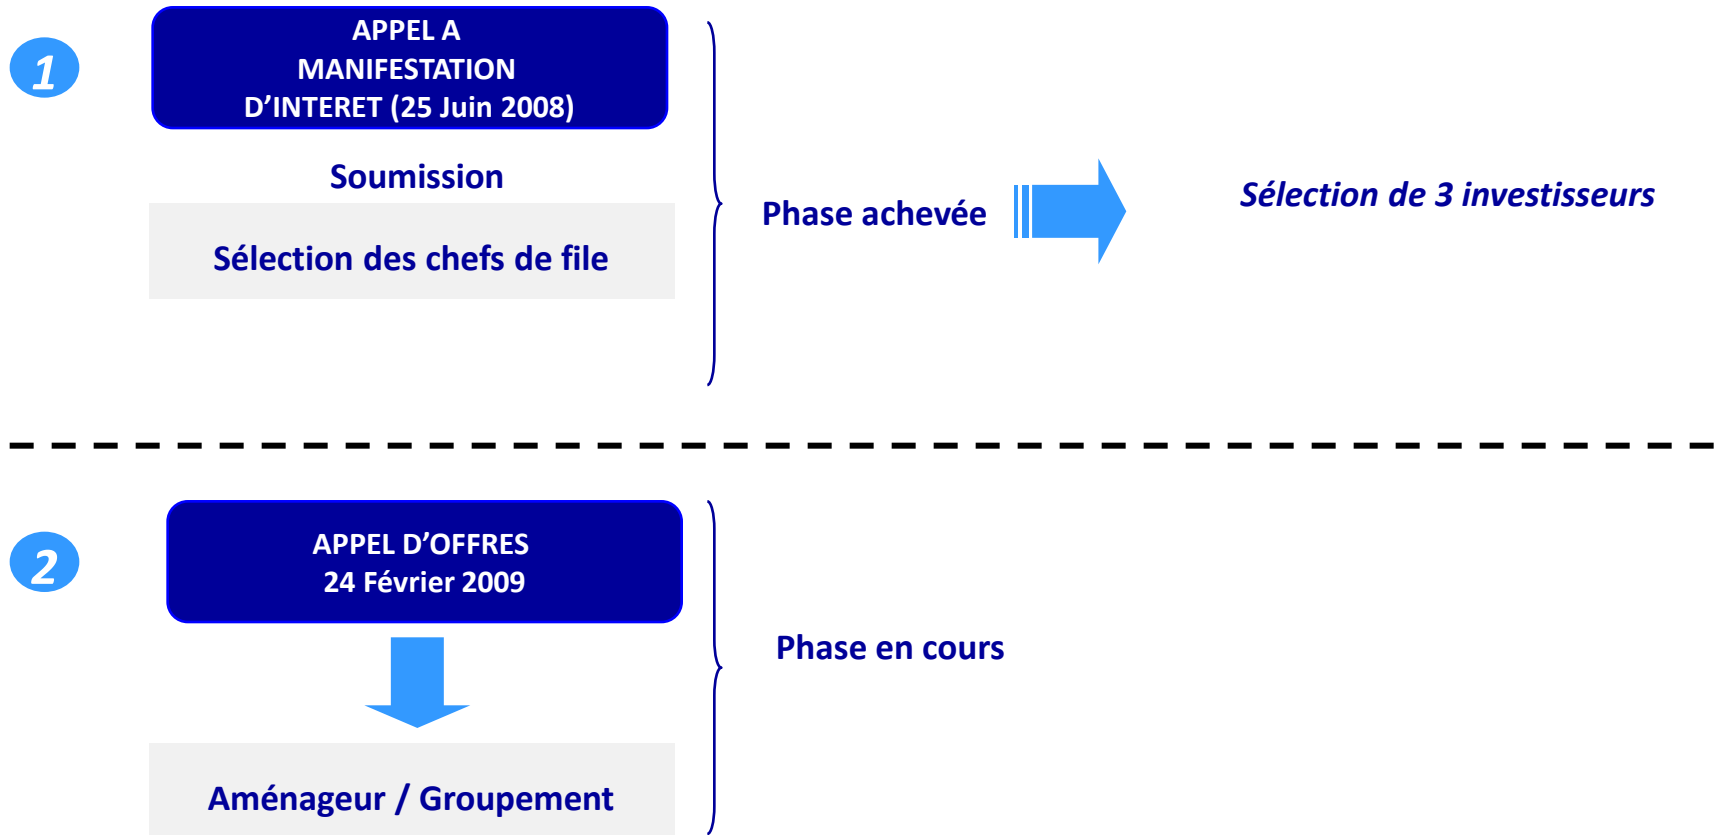 1
APPEL A
MANIFESTATION
D’INTERET (25 Juin 2008)
Soumission
Sélection des chefs de file
Phase achevée
Sélection de 3 investisseurs
2
APPEL D’OFFRES
24 Février 2009
Phase en cours
Aménageur / Groupement